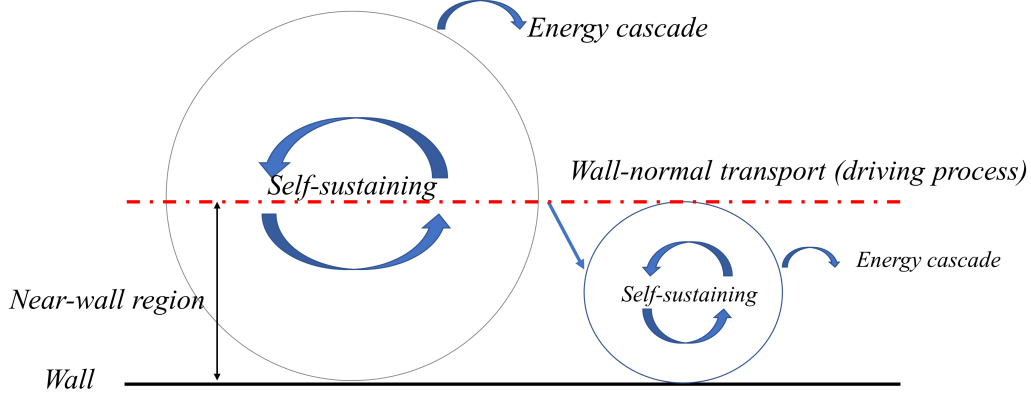 Energy cascade
Wall-normal transport (driving process)
Self-sustaining
Energy cascade
Self-sustaining
Near-wall region
Wall